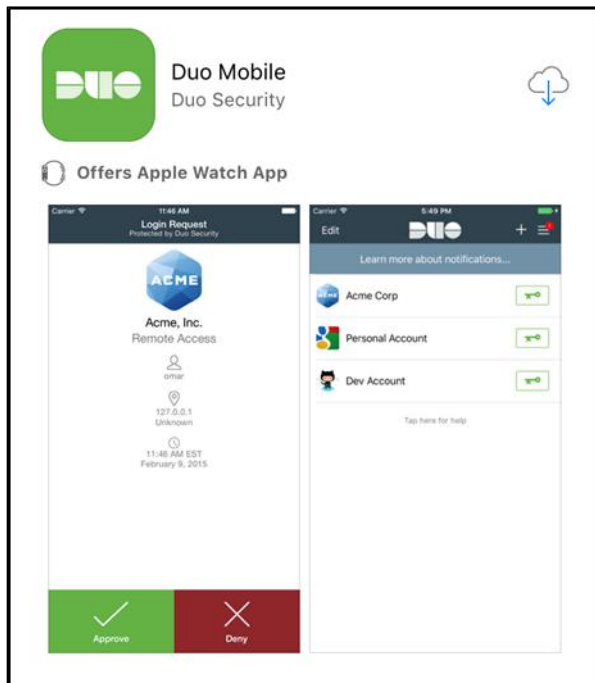 DUO
Duo Mobile
Duo Security
Offers Apple Watch App
Carrier 11:46 AM
Login Request
Protected by Duo Security
ACME
Acme, Inc.
Remote Access
omar
127.0.0.1
Unknown
11:46 AM EST
February 9, 2015
Approve Deny
Carrier 5:49 PM
Edit DUO +
Learn more about notifications...
ACME Acme Corp
Personal Account
Dev Account
Tap here for help